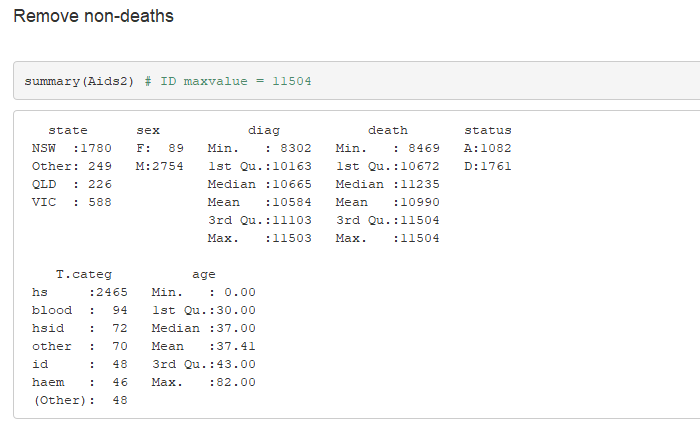 Remove non-deaths
summary(Aids2) # ID maxvalue = 11504
state sex diag death status
NSW :1780 F: 89 Min. : 8302 Min. : 8469 A:1082
Other: 249 M:2754 1st Qu.:10163 1st Qu.:10672 D:1761
QLD : 226 Median :10665 Median :11235
VIC : 588 Mean :10584 Mean :10990
3rd Qu.:11103 3rd Qu.:11504
Max. :11503 Max. :11504
T.categ age
hs :2465 Min. : 0.00
blood : 94 1st Qu.:30.00
hsid : 72 Median :37.00
other : 70 Mean :37.41
id : 48 3rd Qu.:43.00
haem : 46 Max. :82.00
(Other): 48